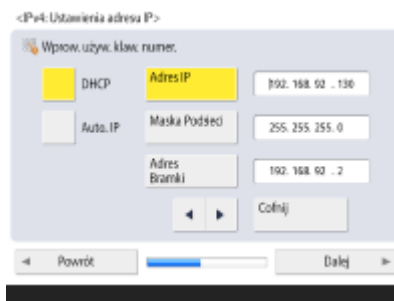 <IPv4: Ustawienia adresu IP>
Wprow. używ. klaw. numer.
DHCP
Adres IP
192. 168. 92 . 130
Auto. IP
Maska Podsieci
255. 255. 255. 0
Adres
Bramki
192. 168. 92 . 2
Cofnij
Powrót
Dalej